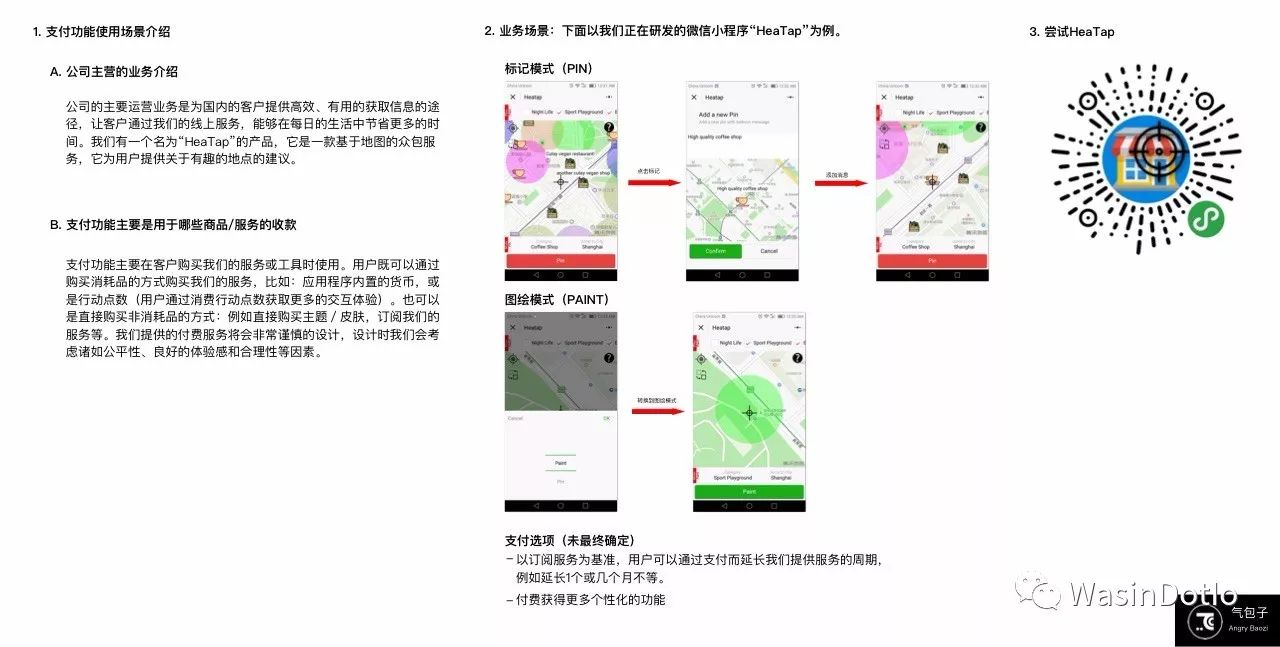 1. 支付功能使用场景介绍
A. 公司主营的业务介绍
公司的主要运营业务是为国内的客户提供高效、有用的获取信息的途
径，让客户通过我们的线上服务，能够在每日的生活中节省更多的时
间。我们有一个名为“HeaTap”的产品，它是一款基于地图的众包服
务，它为用户提供关于有趣的地点的建议。
B. 支付功能主要是用于哪些商品/服务的收款
支付功能主要在客户购买我们的服务或工具时使用。用户既可以通过
购买消耗品的方式购买我们的服务，比如：应用程序内置的货币，或
是行动点数（用户通过消费行动点数获取更多的交互体验）。也可以
是直接购买非消耗品的方式：例如直接购买主题 / 皮肤，订阅我们的
服务等。我们提供的付费服务将会非常谨慎的设计，设计时我们会考
虑诸如公平性、良好的体验感和合理性等因素。
2. 业务场景：下面以我们正在研发的微信小程序“HeaTap”为例。
标记模式（PIN）
Heatap
Night Life
Sport Playground
Cutey vegan restaurant
another cutey vegan shop
Coffee Shop
Shanghai
Pin
点击标记
Heatap
Add a new Pin
High quality coffee shop
High quality coffee shop
Confirm
Cancel
添加消息
Heatap
Night Life
Sport Playground
Coffee Shop
Shanghai
Pin
图绘模式（PAINT）
Heatap
Night Life
Sport Playground
Cancel
OK
Paint
Pin
转换到图绘模式
Heatap
Night Life
Sport Playground
Sport Playground
Shanghai
Paint
支付选项（未最终确定）
– 以订阅服务为基准，用户可以通过支付而延长我们提供服务的周期，
例如延长1个或几个月不等。
– 付费获得更多个性化的功能
3. 尝试HeaTap
WasinDotIo
气包子
Angry Baozi